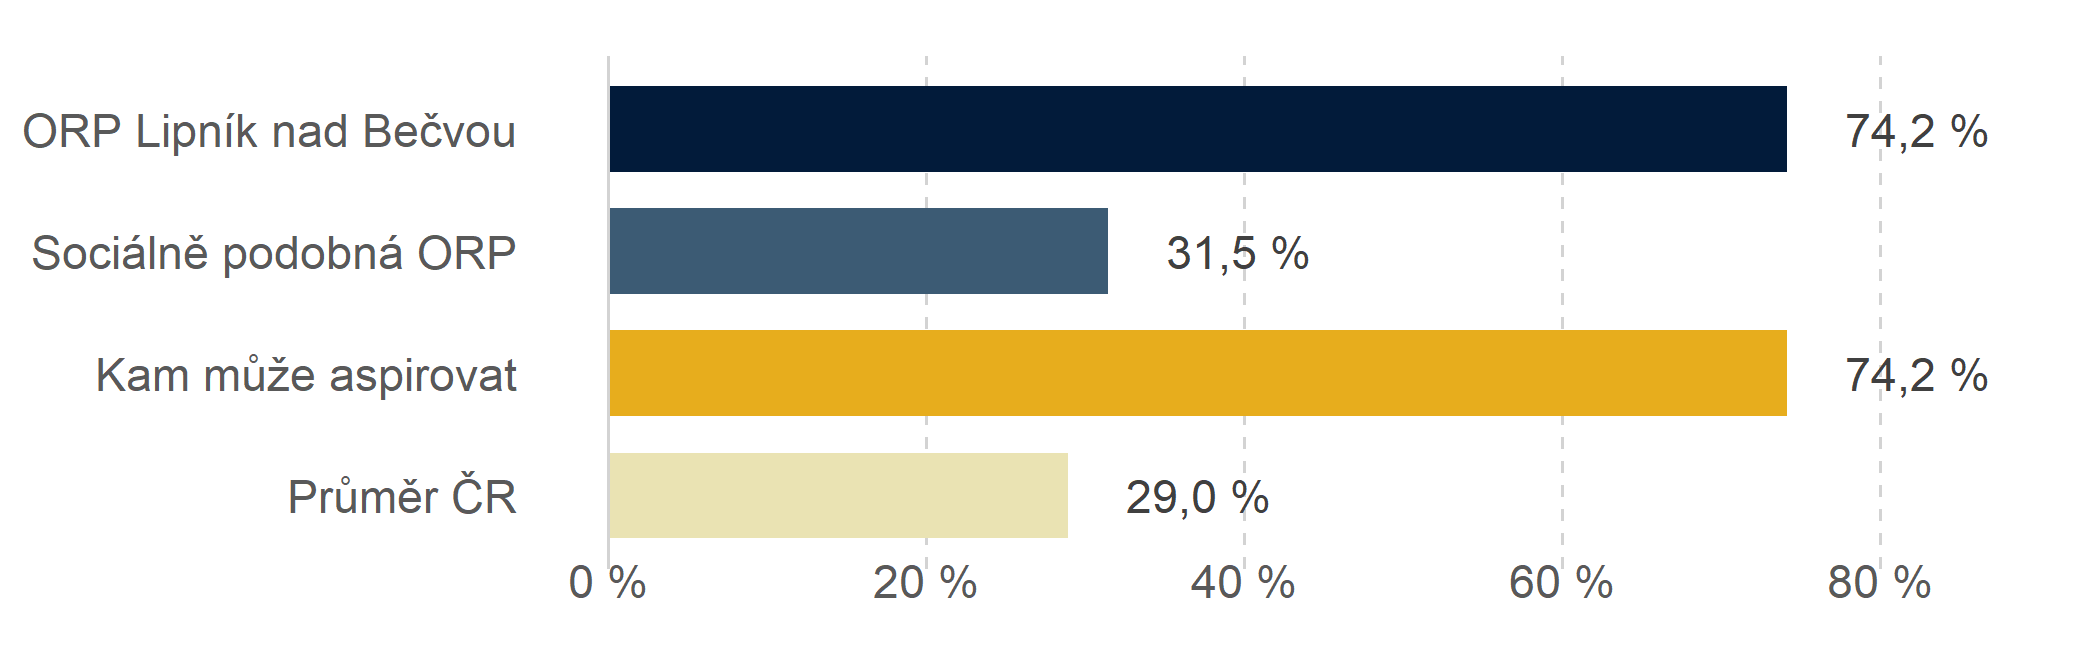 ORP Lipník nad Bečvou
74,2 %
Sociálně podobná ORP
31,5 %
Kam může aspirovat
74,2 %
Průměr ČR
29,0 %
0 %
20 %
40 %
60 %
80 %